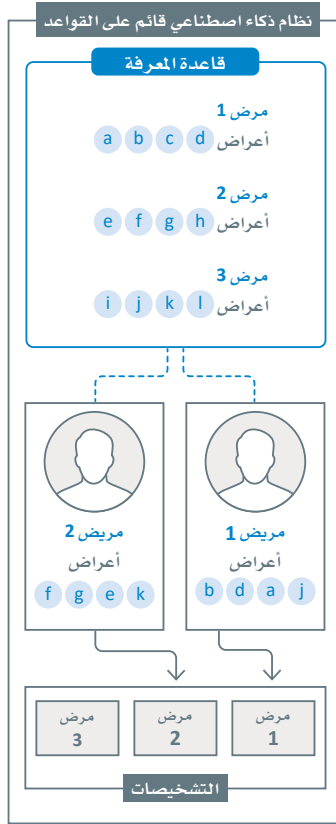 نظام ذكاء اصطناعي قائم على القواعد
قاعدة المعرفة
مرض 1
أعراض a b c d
مرض 2
أعراض e f g h
مرض 3
أعراض i j k l
مريض 1
أعراض
b d a j
مريض 2
أعراض
f g e k
مرض
1
مرض
2
مرض
3
التشخيصات